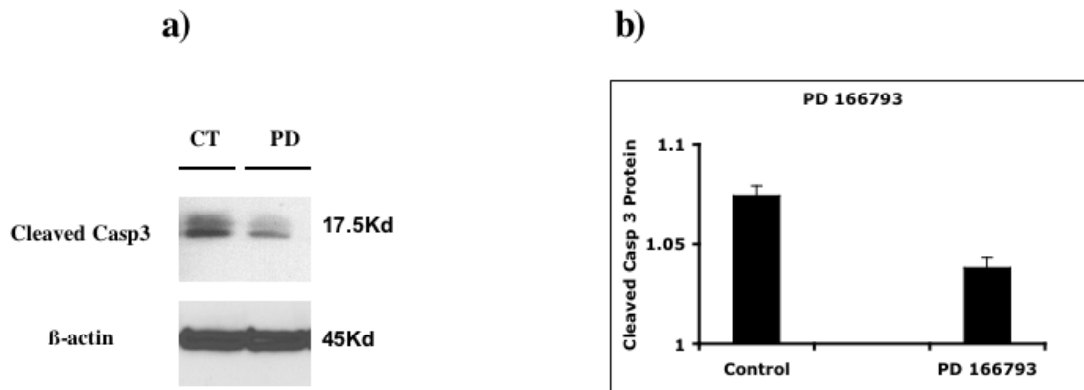 a)
CT PD
Cleaved Casp3
17.5Kd
ß-actin
45Kd
b)
PD 166793
Cleaved Casp 3 Protein
1.1
1.05
1
Control PD 166793